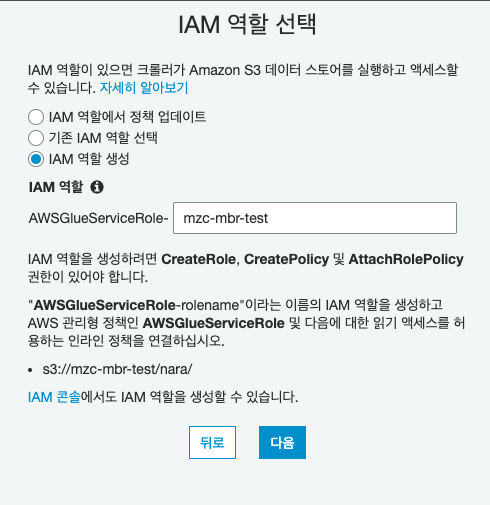 IAM 역할 선택
IAM 역할이 있으면 크롤러가 Amazon S3 데이터 스토어를 실행하고 액세스할
수 있습니다. 자세히 알아보기
IAM 역할에서 정책 업데이트
기존 IAM 역할 선택
IAM 역할 생성
IAM 역할
AWSGlueServiceRole- mzc-mbr-test
IAM 역할을 생성하려면 CreateRole, CreatePolicy 및 AttachRolePolicy
권한이 있어야 합니다.
"AWSGlueServiceRole-rolename"이라는 이름의 IAM 역할을 생성하고
AWS 관리형 정책인 AWSGlueServiceRole 및 다음에 대한 읽기 액세스를 허
용하는 인라인 정책을 연결하십시오.
• s3://mzc-mbr-test/nara/
IAM 콘솔에서도 IAM 역할을 생성할 수 있습니다.
뒤로 다음